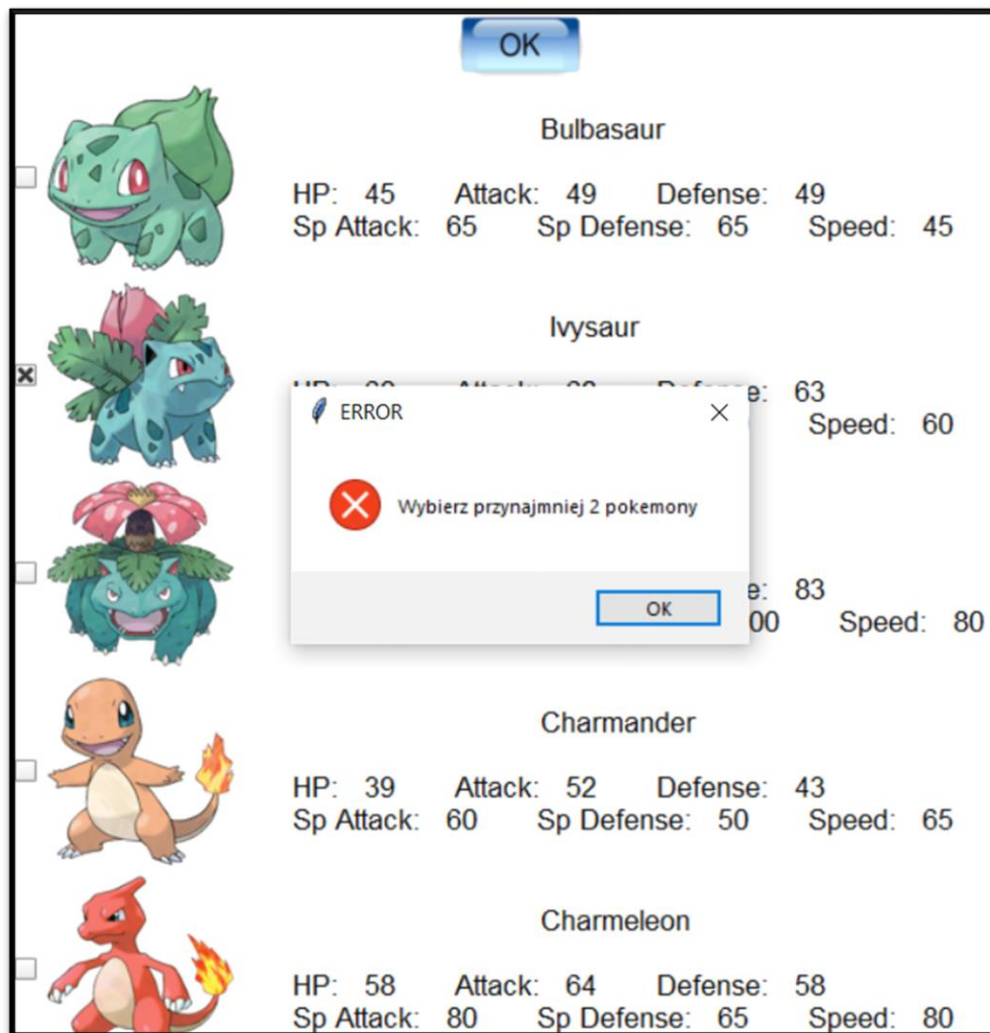 OK
Bulbasaur
HP: 45 Attack: 49 Defense: 49
Sp Attack: 65 Sp Defense: 65 Speed: 45
Ivysaur
63
Speed: 60
ERROR
Wybierz przynajmniej 2 pokemony
OK
83
Speed: 80
Charmander
HP: 39 Attack: 52 Defense: 43
Sp Attack: 60 Sp Defense: 50 Speed: 65
Charmeleon
HP: 58 Attack: 64 Defense: 58
Sp Attack: 80 Sp Defense: 65 Speed: 80